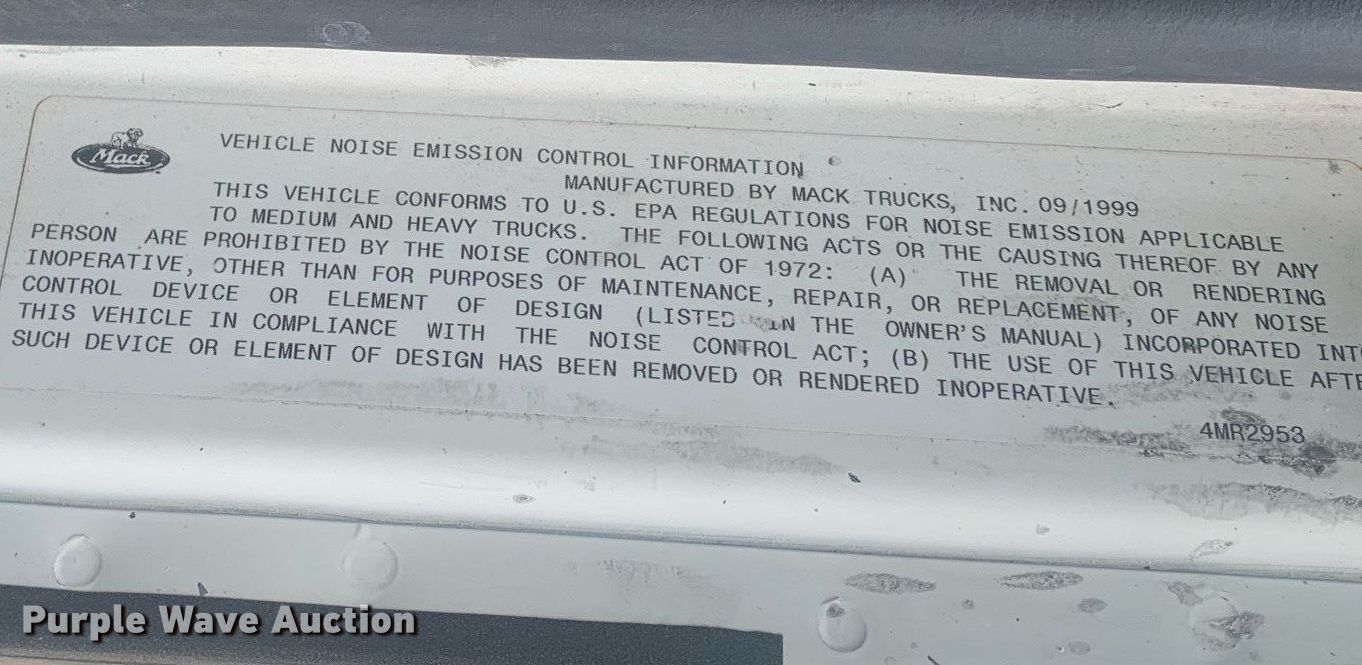 Mack
VEHICLE NOISE EMISSION CONTROL INFORMATION
MANUFACTURED BY MACK TRUCKS, INC. 09/1999
THIS VEHICLE CONFORMS TO U.S. EPA REGULATIONS FOR NOISE EMISSION APPLICABLE
TO MEDIUM AND HEAVY TRUCKS. THE FOLLOWING ACTS OR THE CAUSING THEREOF BY ANY
PERSON ARE PROHIBITED BY THE NOISE CONTROL ACT OF 1972: (A) THE REMOVAL OR RENDERING
INOPERATIVE, OTHER THAN FOR PURPOSES OF MAINTENANCE, REPAIR, OR REPLACEMENT, OF ANY NOISE
CONTROL DEVICE OR ELEMENT OF DESIGN (LISTED IN THE OWNER'S MANUAL) INCORPORATED INT
THIS VEHICLE IN COMPLIANCE WITH THE NOISE CONTROL ACT; (B) THE USE OF THIS VEHICLE AFTE
SUCH DEVICE OR ELEMENT OF DESIGN HAS BEEN REMOVED OR RENDERED INOPERATIVE.
4MR2953
Purple Wave Auction